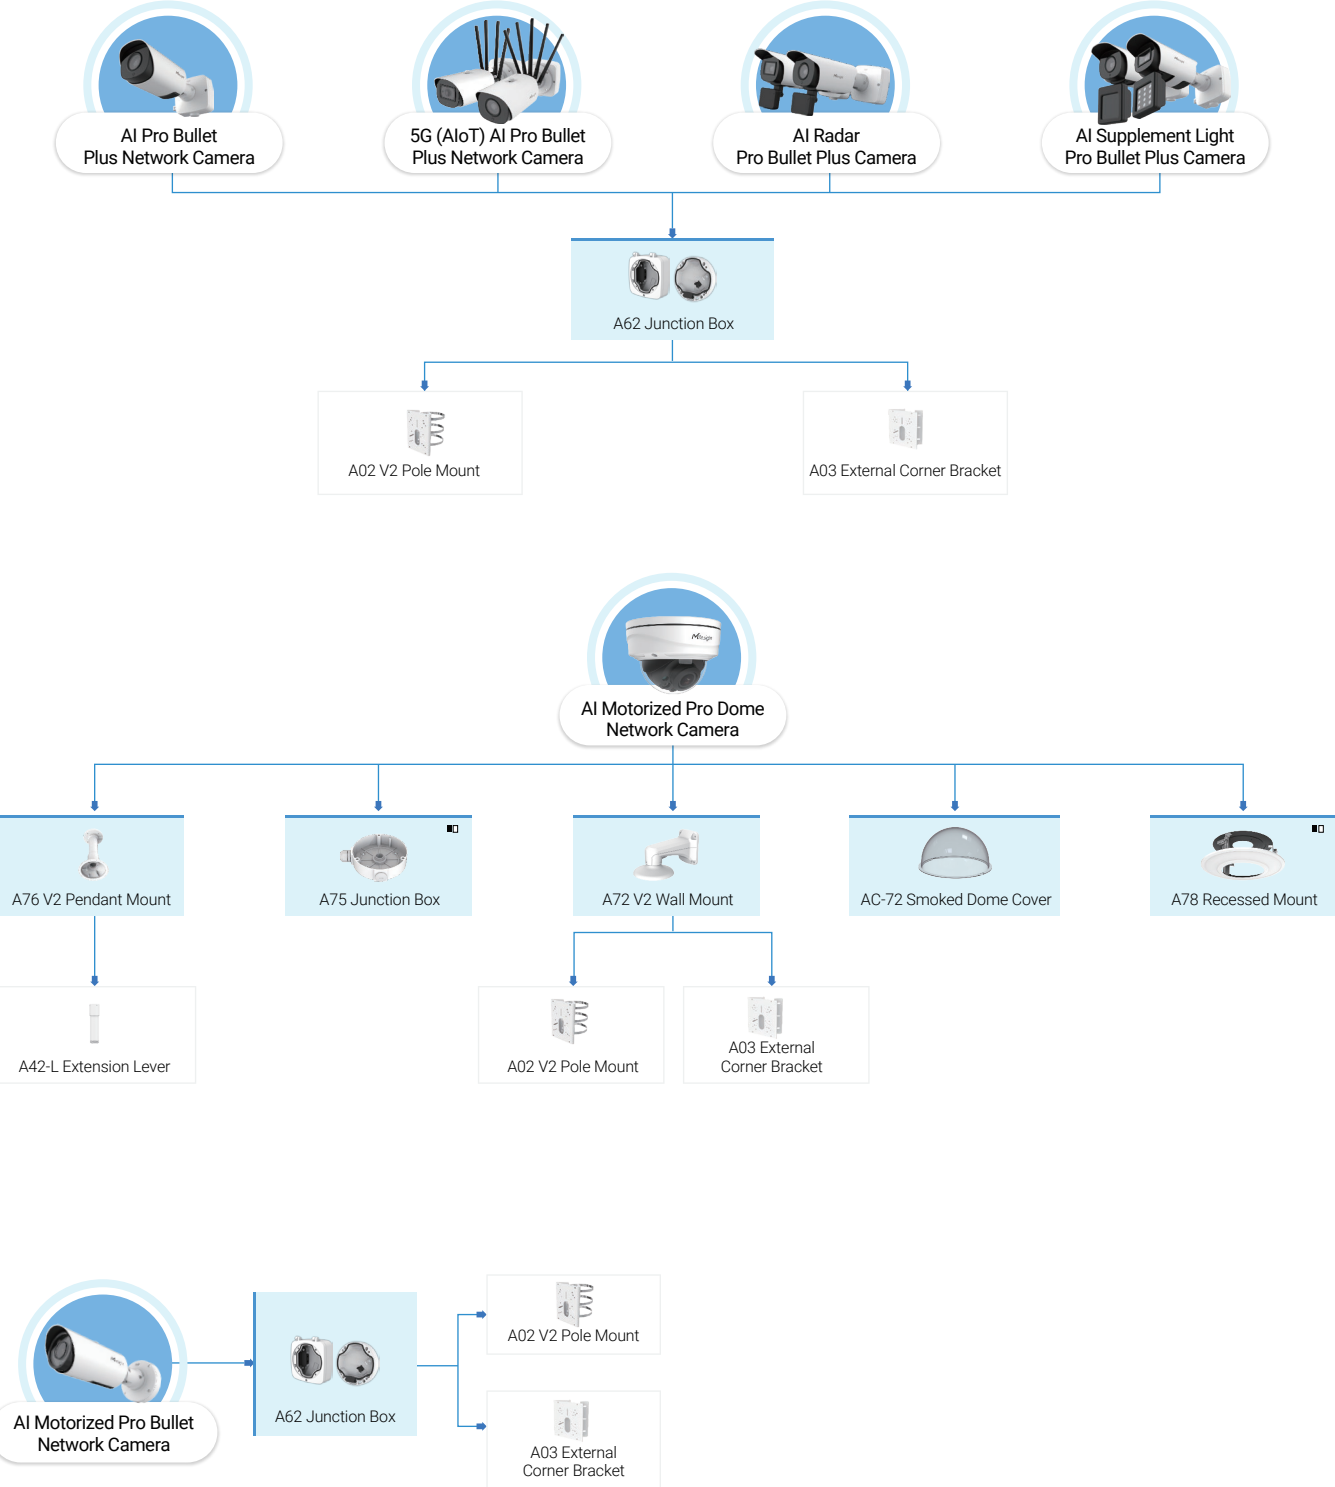 AI Pro Bullet
Plus Network Camera
5G (AIoT) AI Pro Bullet
Plus Network Camera
AI Radar
Pro Bullet Plus Camera
AI Supplement Light
Pro Bullet Plus Camera
A62 Junction Box
A02 V2 Pole Mount
A03 External Corner Bracket
Milesight
AI Motorized Pro Dome
Network Camera
A76 V2 Pendant Mount
A75 Junction Box
A72 V2 Wall Mount
AC-72 Smoked Dome Cover
A78 Recessed Mount
A42-L Extension Lever
A02 V2 Pole Mount
A03 External
Corner Bracket
AI Motorized Pro Bullet
Network Camera
A62 Junction Box
A02 V2 Pole Mount
A03 External
Corner Bracket